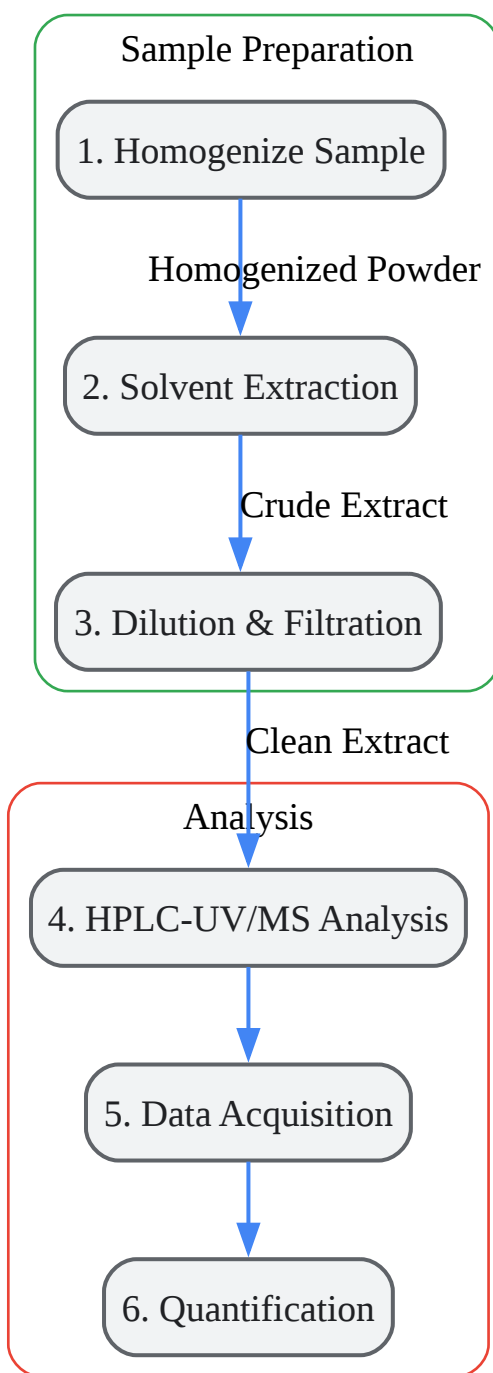 Sample Preparation
1. Homogenize Sample
Homogenized Powder
2. Solvent Extraction
Crude Extract
3. Dilution & Filtration
Clean Extract
Analysis
4. HPLC-UV/MS Analysis
5. Data Acquisition
6. Quantification